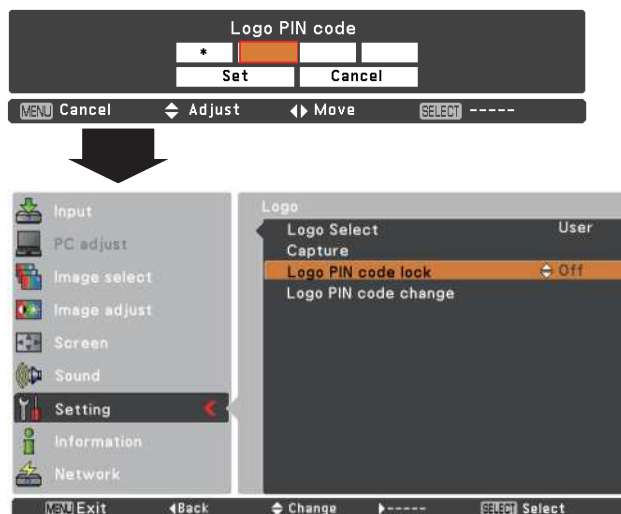 Logo PIN code
*
Set Cancel
MENU Cancel Adjust Move SELECT -----
Input
PC adjust
Image select
Image adjust
Screen
Sound
Setting
Information
Network
Logo
Logo Select User
Capture
Logo PIN code lock Off
Logo PIN code change
MENU Exit Back Change ----- SELECT Select